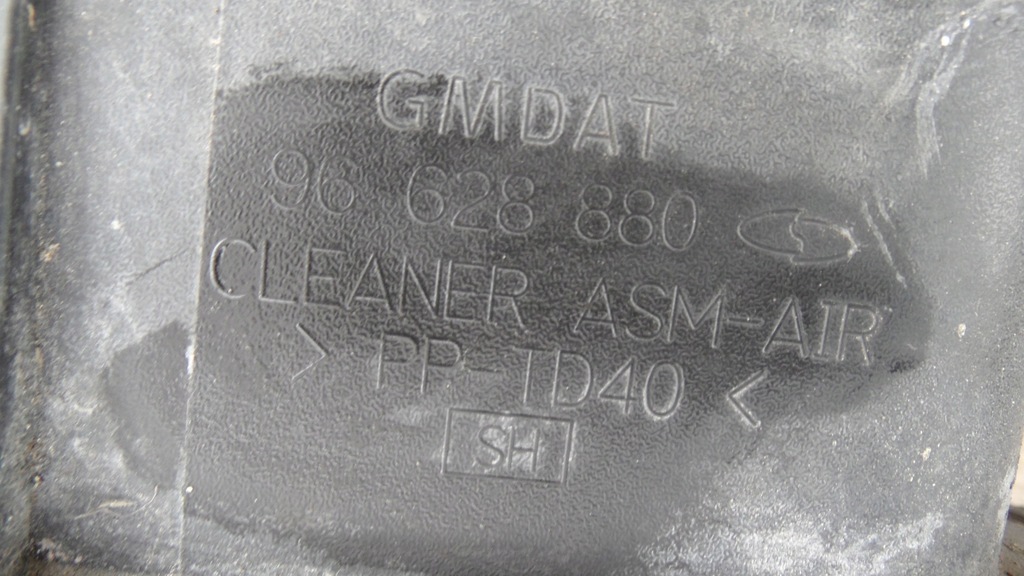 GMDAT
96 628 880
CLEANER ASM-AIR
> PP-TD40 <
SH